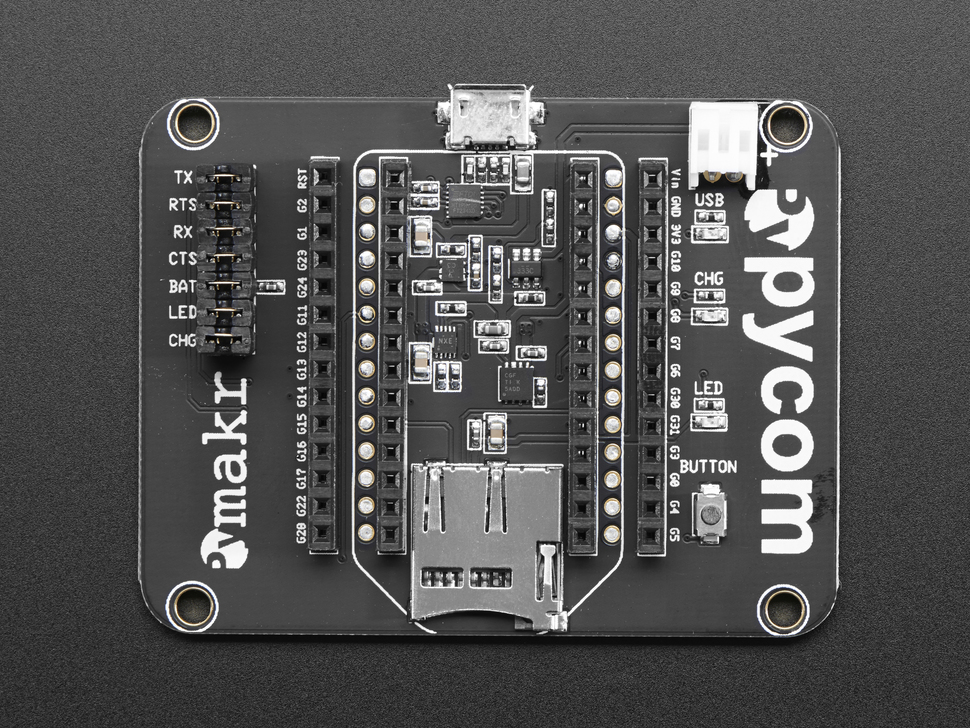 TX
RTS
RX
CTS
BAT
LED
CHG
RST
G2
G1
G23
G24
G11
G12
G13
G14
G15
G16
G17
G22
G28
Vin
GND
3V3
G10
G9
G8
G7
G6
G30
G31
G3
G0
G4
G5
+
USB
CHG
LED
BUTTON
Pymakr
pycom